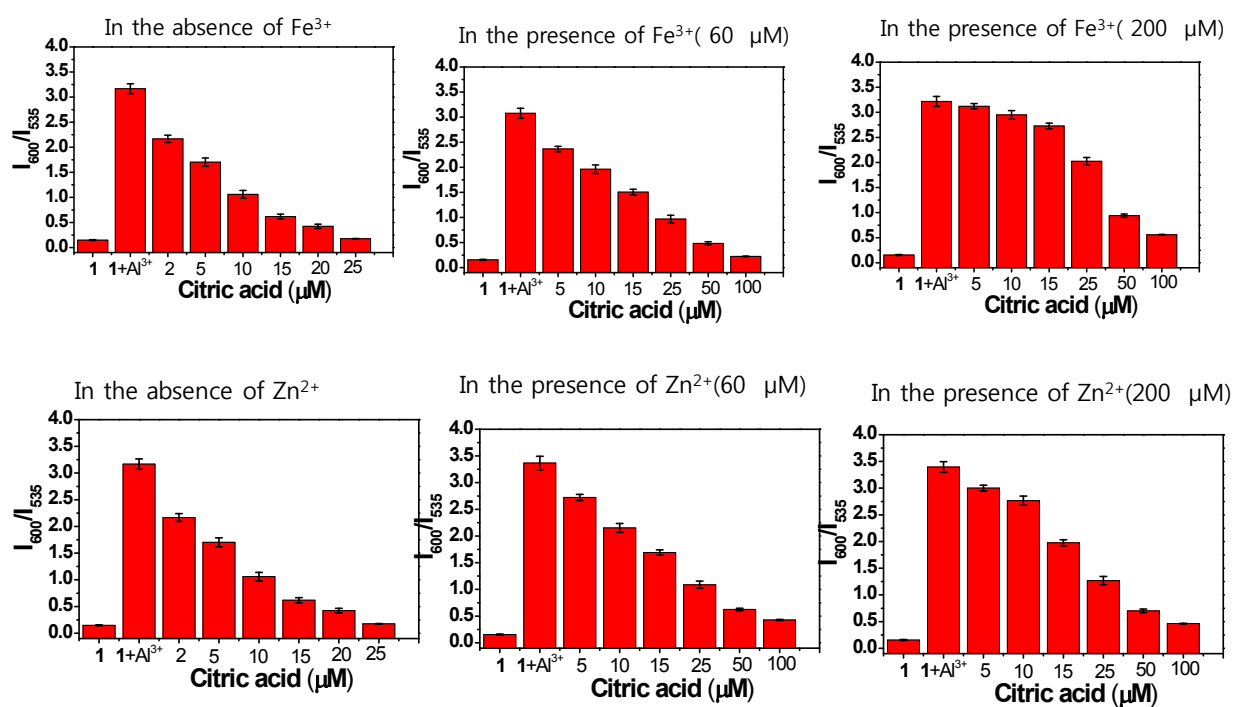 In the absence of Fe³⁺
4.0
3.5
3.0
2.5
2.0
1.5
1.0
0.5
0.0
I₆₀₀/I₅₃₅
1 1+Al³⁺ 2 5 10 15 20 25
Citric acid (μM)
In the presence of Fe³⁺( 60 μM)
4.0
3.5
3.0
2.5
2.0
1.5
1.0
0.5
0.0
I₆₀₀/I₅₃₅
1 1+Al³⁺ 5 10 15 25 50 100
Citric acid (μM)
In the presence of Fe³⁺( 200 μM)
4.0
3.5
3.0
2.5
2.0
1.5
1.0
0.5
0.0
I₆₀₀/I₅₃₅
1 1+Al³⁺ 5 10 15 25 50 100
Citric acid (μM)
In the absence of Zn²⁺
4.0
3.5
3.0
2.5
2.0
1.5
1.0
0.5
0.0
I₆₀₀/I₅₃₅
1 1+Al³⁺ 2 5 10 15 20 25
Citric acid (μM)
In the presence of Zn²⁺(60 μM)
4.0
3.5
3.0
2.5
2.0
1.5
1.0
0.5
0.0
I₆₀₀/I₅₃₅
1 1+Al³⁺ 5 10 15 25 50 100
Citric acid (μM)
In the presence of Zn²⁺(200 μM)
4.0
3.5
3.0
2.5
2.0
1.5
1.0
0.5
0.0
I₆₀₀/I₅₃₅
1 1+Al³⁺ 5 10 15 25 50 100
Citric acid (μM)